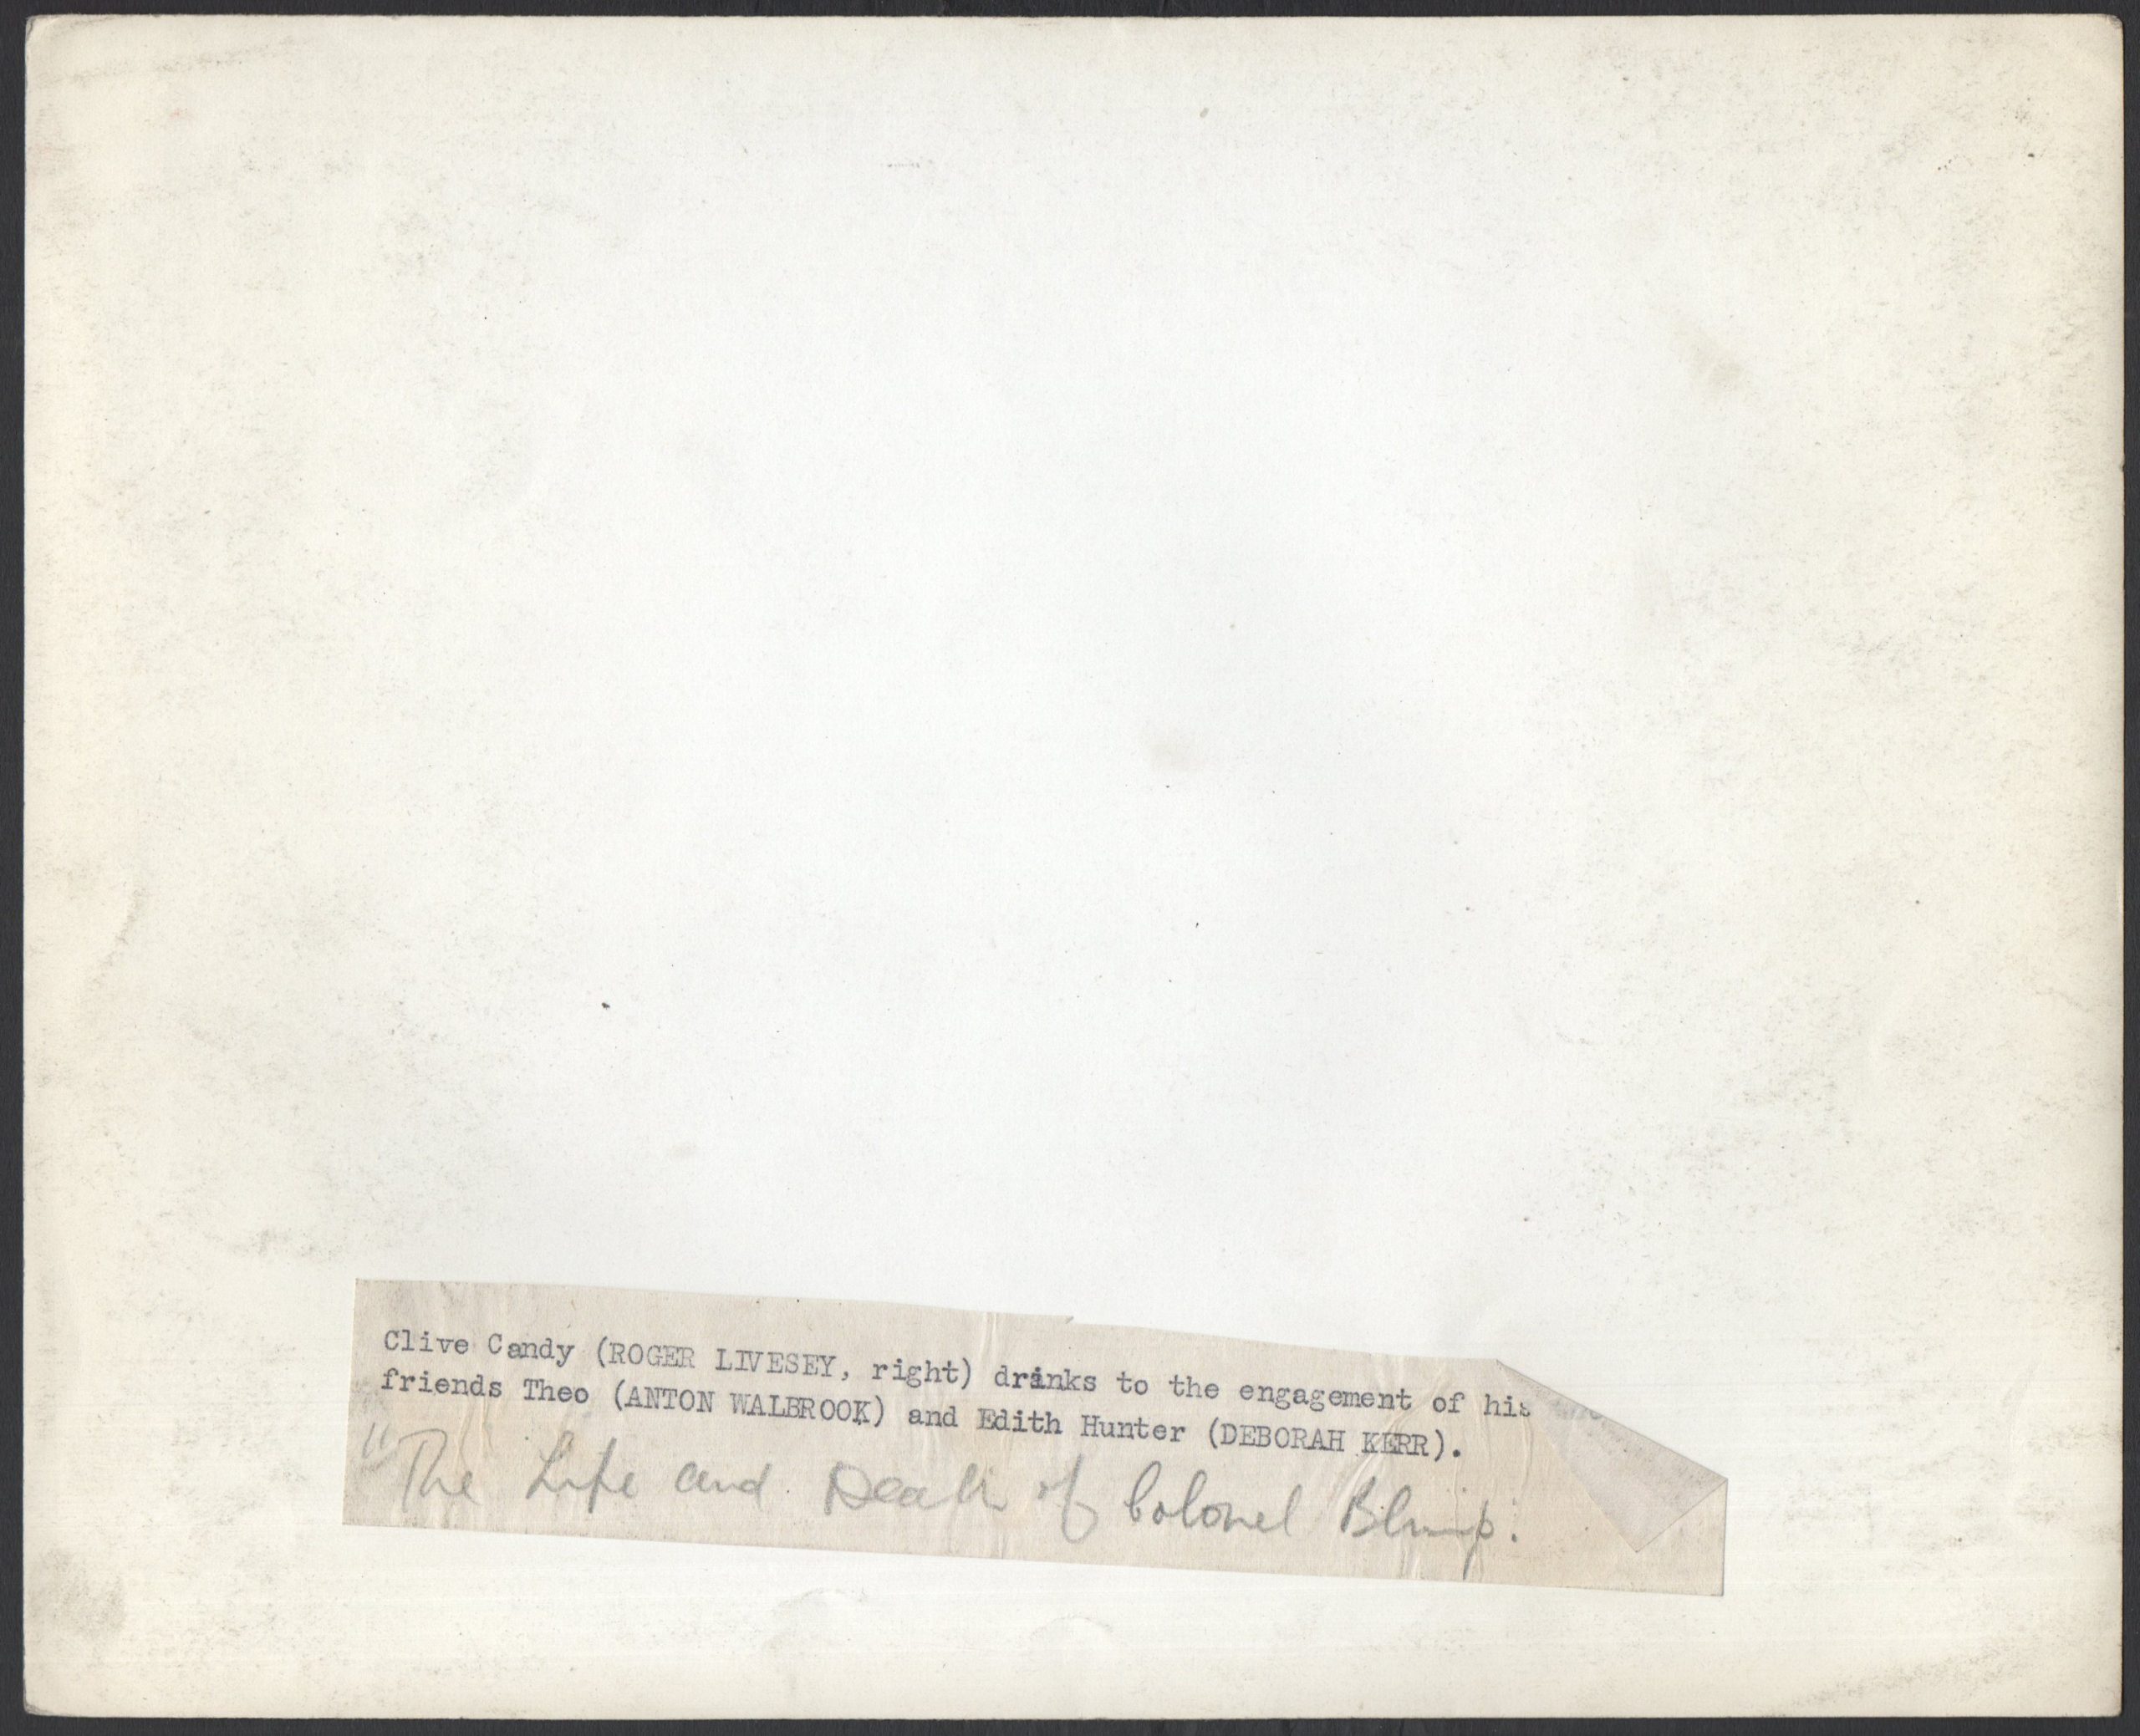 Clive Candy (ROGER LIVESEY, right) drinks to the engagement of his
friends Theo (ANTON WALBROOK) and Edith Hunter (DEBORAH KERR).
"The Life and Death of Colonel Blimp.